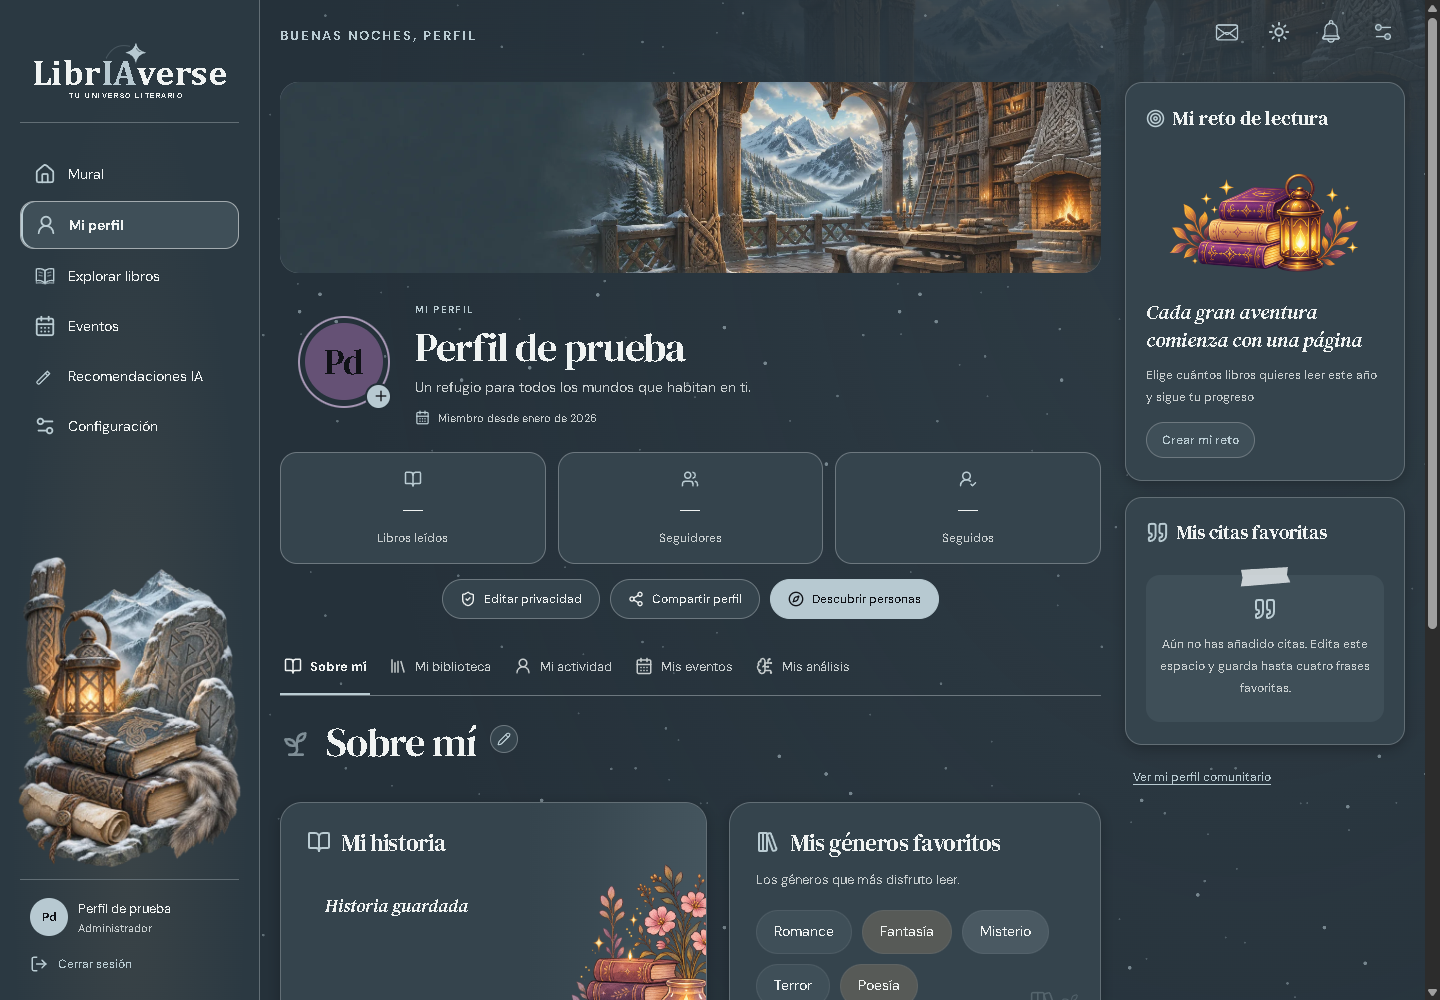 LibrIAverse
TU UNIVERSO LITERARIO
Mural
Mi perfil
Explorar libros
Eventos
Recomendaciones IA
Configuración
Pd
Perfil de prueba
Administrador
Cerrar sesión
BUENAS NOCHES, PERFIL
Pd
MI PERFIL
Perfil de prueba
Un refugio para todos los mundos que habitan en ti.
Miembro desde enero de 2026
—
Libros leídos
—
Seguidores
—
Seguidos
Editar privacidad
Compartir perfil
Descubrir personas
Sobre mí
Mi biblioteca
Mi actividad
Mis eventos
Mis análisis
Sobre mí
Mi historia
Historia guardada
Mis géneros favoritos
Los géneros que más disfruto leer.
Romance
Fantasía
Misterio
Terror
Poesía
Mi reto de lectura
Cada gran aventura
comienza con una página
Elige cuántos libros quieres leer este año
y sigue tu progreso
Crear mi reto
Mis citas favoritas
Aún no has añadido citas. Edita este
espacio y guarda hasta cuatro frases
favoritas.
Ver mi perfil comunitario